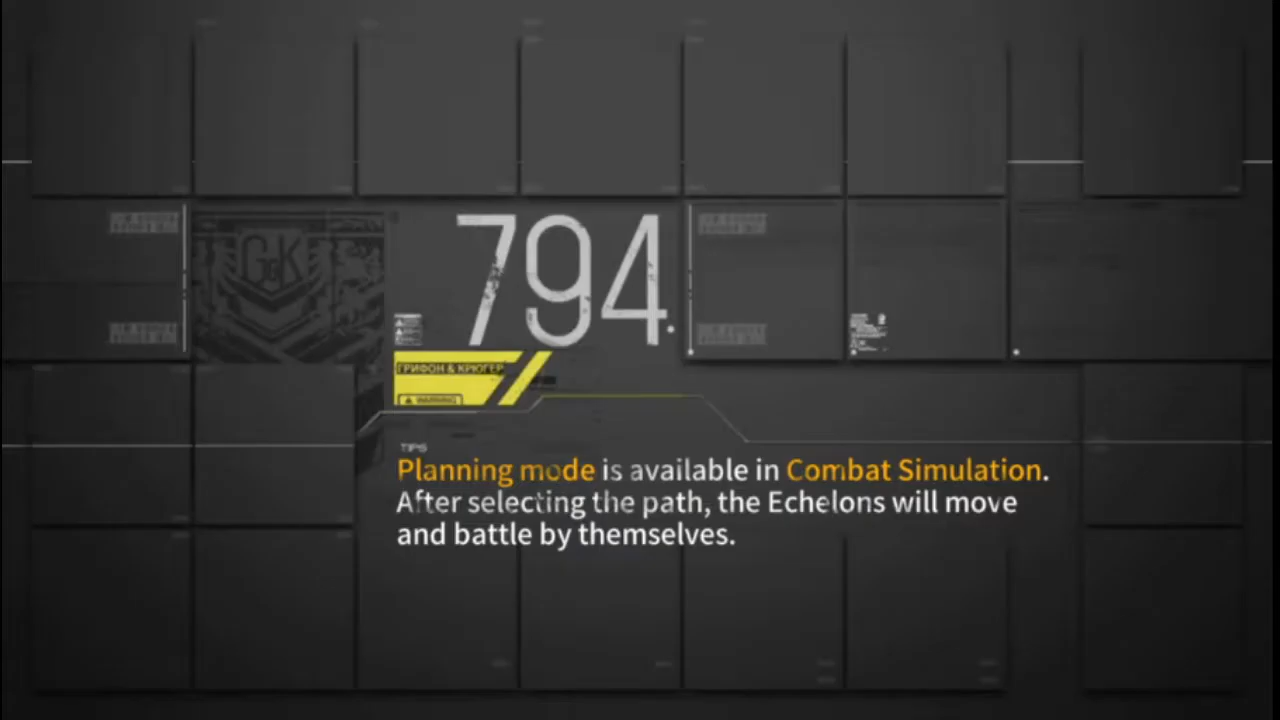 G&K
794.
ГРИФОН & КРЮГЕР
WARNING
TIPS
Planning mode is available in Combat Simulation.
After selecting the path, the Echelons will move
and battle by themselves.